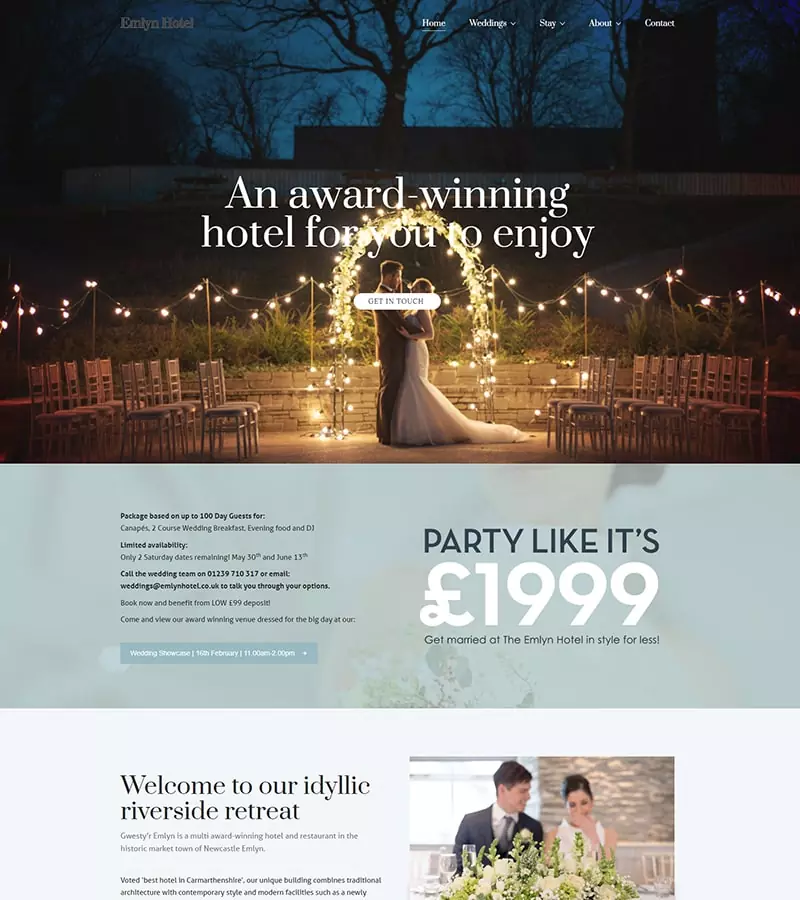 Emlyn Hotel
Home Weddings Stay About Contact
An award-winning
hotel for you to enjoy
GET IN TOUCH
Package based on up to 100 Day Guests for:
Canapés, 2 Course Wedding Breakfast, Evening food and DJ
Limited availability:
Only 2 Saturday dates remaining! May 30th and June 13th
Call the wedding team on 01239 710 317 or email:
weddings@emlynhotel.co.uk to talk you through your options.
Book now and benefit from LOW £99 deposit!
Come and view our award winning venue dressed for the big day at our:
Wedding Showcase | 16th February | 11.00am-2.00pm
PARTY LIKE IT'S
£1999
Get married at The Emlyn Hotel in style for less!
Welcome to our idyllic
riverside retreat
Gwesty'r Emlyn is a multi award-winning hotel and restaurant in the
historic market town of Newcastle Emlyn.
Voted 'best hotel in Carmarthenshire', our unique building combines traditional
architecture with contemporary style and modern facilities such as a newly